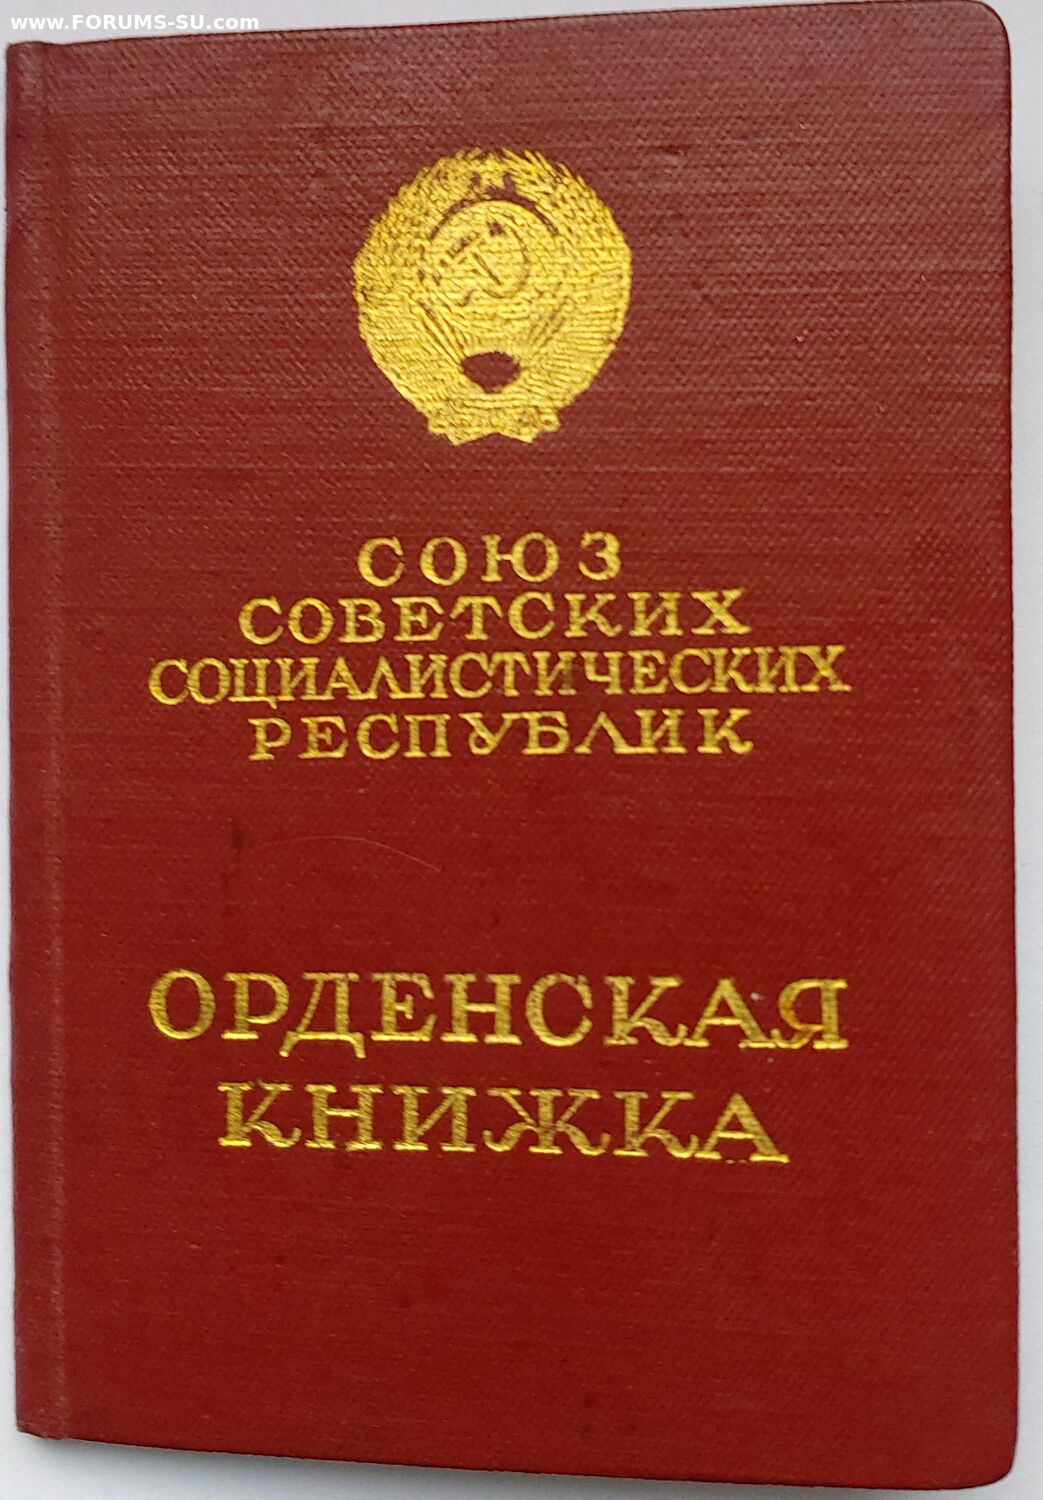 www.FORUMS-SU.com
СОЮЗ
СОВЕТСКИХ
СОЦИАЛИСТИЧЕСКИХ
РЕСПУБЛИК
ОРДЕНСКАЯ
КНИЖКА